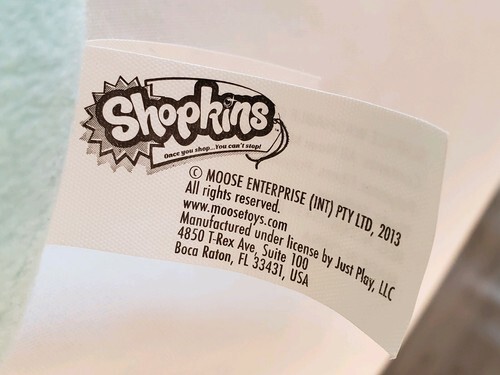 Shopkins
Once you shop...You can't stop!
© MOOSE ENTERPRISE (INT) PTY LTD, 2013
All rights reserved.
www.moosetoys.com
Manufactured under license by Just Play, LLC
4850 T-Rex Ave, Suite 100
Boca Raton, FL 33431, USA